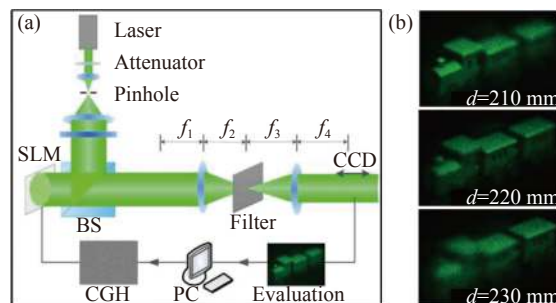 (a)
Laser
Attenuator
Pinhole
f1 f2 f3 f4
SLM
CCD
BS
Filter
CGH
PC
Evaluation
(b)
d=210 mm
d=220 mm
d=230 mm